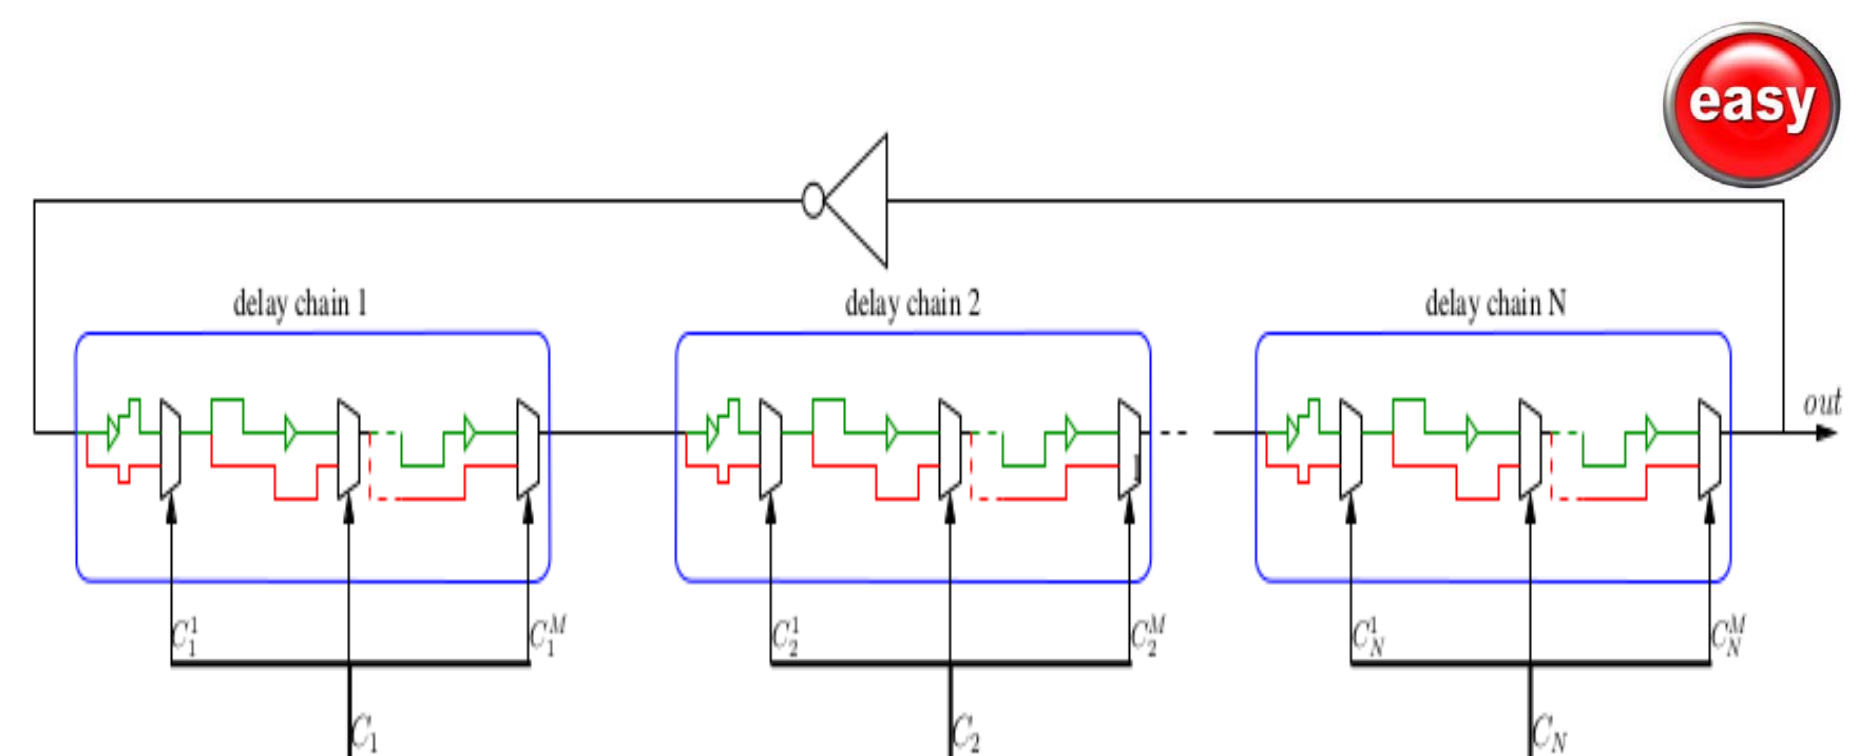 easy
delay chain 1
delay chain 2
delay chain N
out
C_1^1
C_1^M
C_2^1
C_2^M
C_N^1
C_N^M
C_1
C_2
C_N